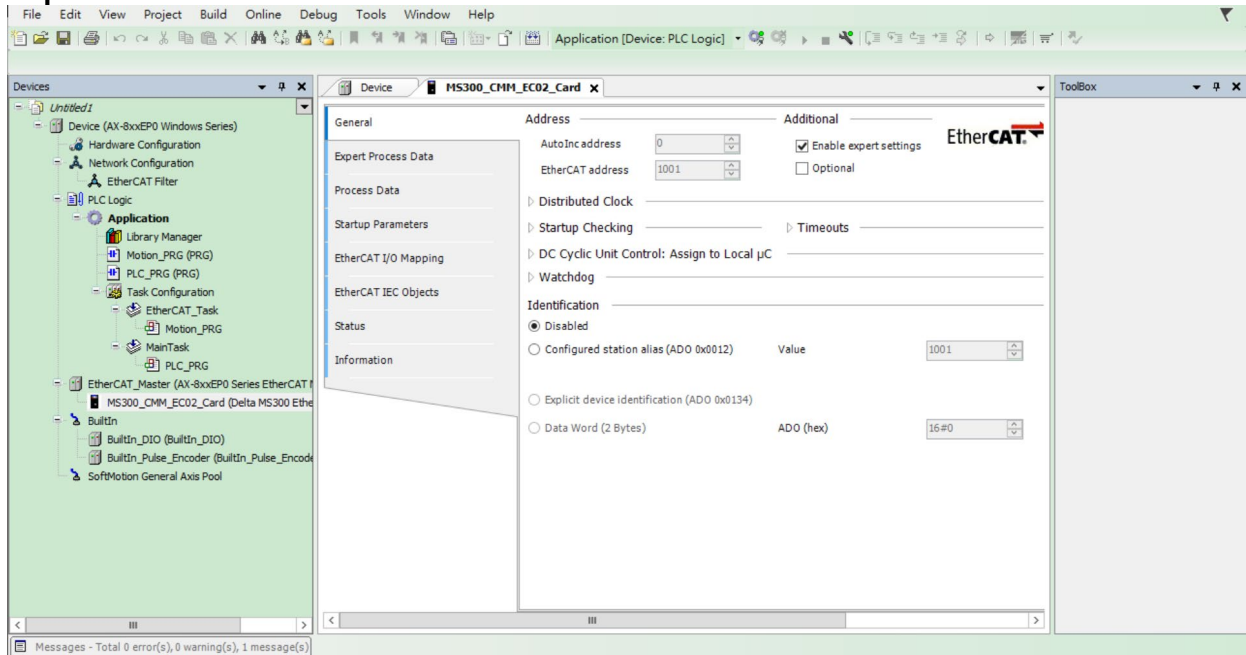 File Edit View Project Build Online Debug Tools Window Help
Application [Device: PLC Logic]
Devices
Untitled1
Device (AX-8xxEP0 Windows Series)
Hardware Configuration
Network Configuration
EtherCAT Filter
PLC Logic
Application
Library Manager
Motion_PRG (PRG)
PLC_PRG (PRG)
Task Configuration
EtherCAT_Task
Motion_PRG
MainTask
PLC_PRG
EtherCAT_Master (AX-8xxEP0 Series EtherCAT
MS300_CMM_EC02_Card (Delta MS300 Ethe
BuiltIn
BuiltIn_DIO (BuiltIn_DIO)
BuiltIn_Pulse_Encoder (BuiltIn_Pulse_Encode
SoftMotion General Axis Pool
Device MS300_CMM_EC02_Card
General
Expert Process Data
Process Data
Startup Parameters
EtherCAT I/O Mapping
EtherCAT IEC Objects
Status
Information
Address Additional
AutoInc address 0 Enable expert settings
EtherCAT address 1001 Optional
EtherCAT
Distributed Clock
Startup Checking Timeouts
DC Cyclic Unit Control: Assign to Local µC
Watchdog
Identification
Disabled
Configured station alias (ADO 0x0012) Value 1001
Explicit device identification (ADO 0x0134)
Data Word (2 Bytes) ADO (hex) 16#0
ToolBox
Messages - Total 0 error(s), 0 warning(s), 1 message(s)